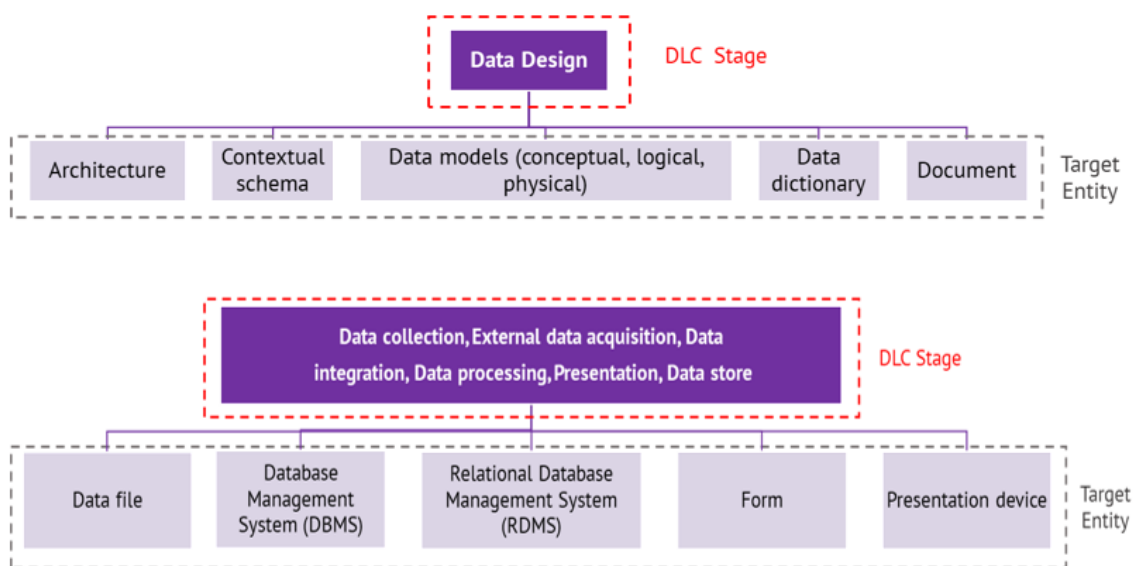 Data Design
DLC Stage
Architecture
Contextual
schema
Data models (conceptual, logical,
physical)
Data
dictionary
Document
Target
Entity
Data collection, External data acquisition, Data
integration, Data processing, Presentation, Data store
DLC Stage
Data file
Database
Management
System (DBMS)
Relational Database
Management System
(RDMS)
Form
Presentation device
Target
Entity